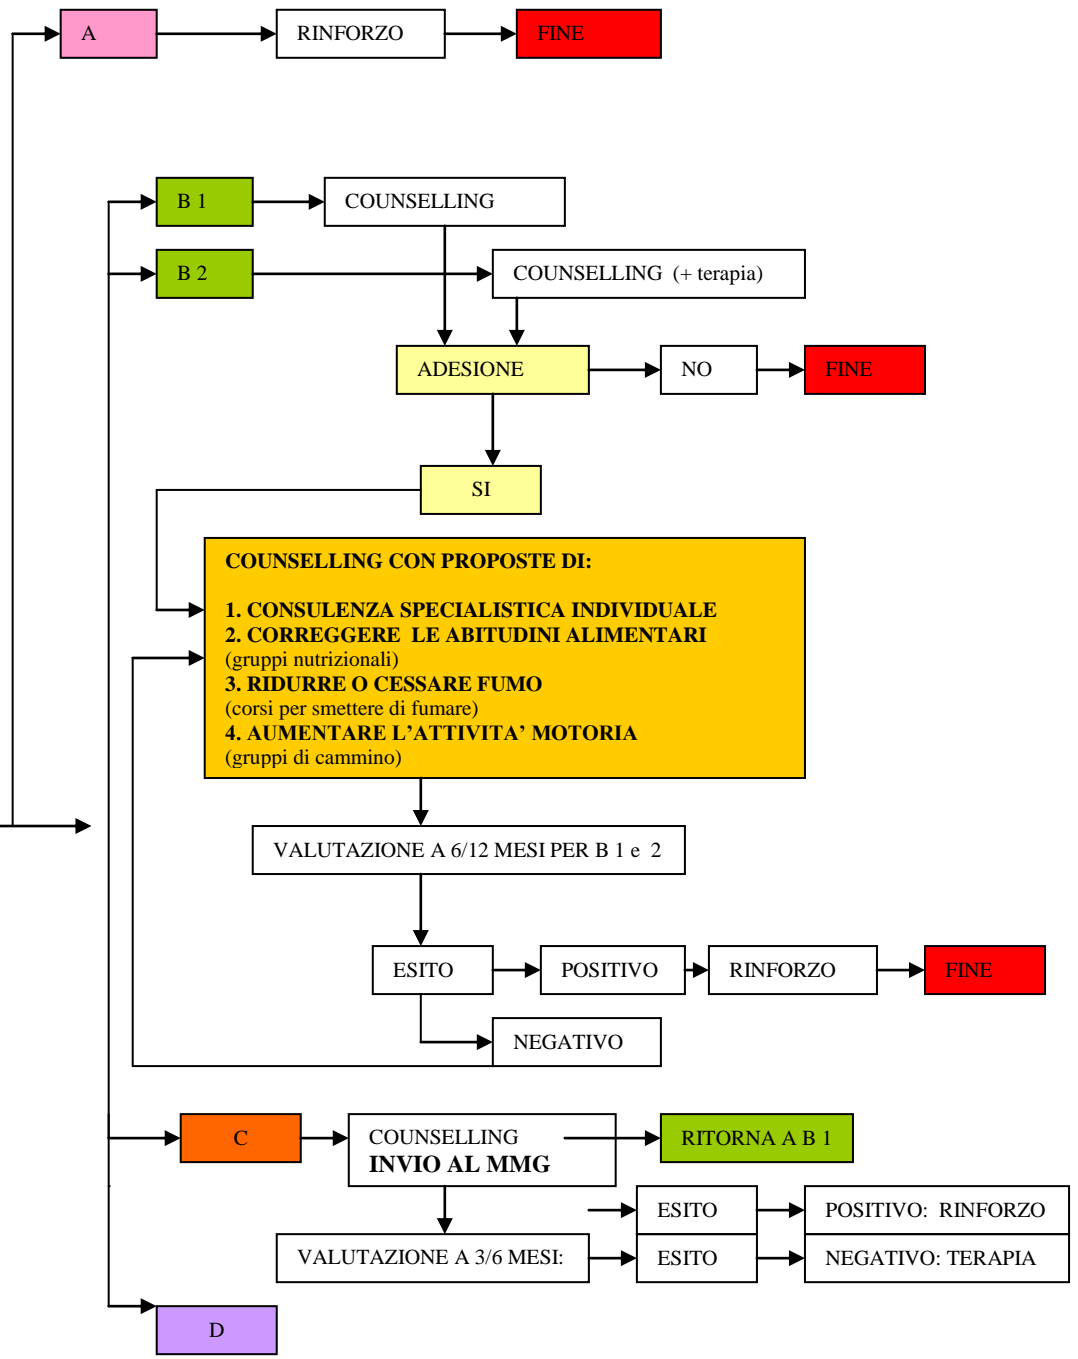 A
RINFORZO
FINE
B 1
COUNSELLING
B 2
COUNSELLING (+ terapia)
ADESIONE
NO
FINE
SI
COUNSELLING CON PROPOSTE DI:
1. CONSULENZA SPECIALISTICA INDIVIDUALE
2. CORREGGERE LE ABITUDINI ALIMENTARI
(gruppi nutrizionali)
3. RIDURRE O CESSARE FUMO
(corsi per smettere di fumare)
4. AUMENTARE L'ATTIVITA' MOTORIA
(gruppi di cammino)
VALUTAZIONE A 6/12 MESI PER B 1 e 2
ESITO
POSITIVO
RINFORZO
FINE
NEGATIVO
C
COUNSELLING
INVIO AL MMG
RITORNA A B 1
ESITO
POSITIVO: RINFORZO
VALUTAZIONE A 3/6 MESI:
ESITO
NEGATIVO: TERAPIA
D